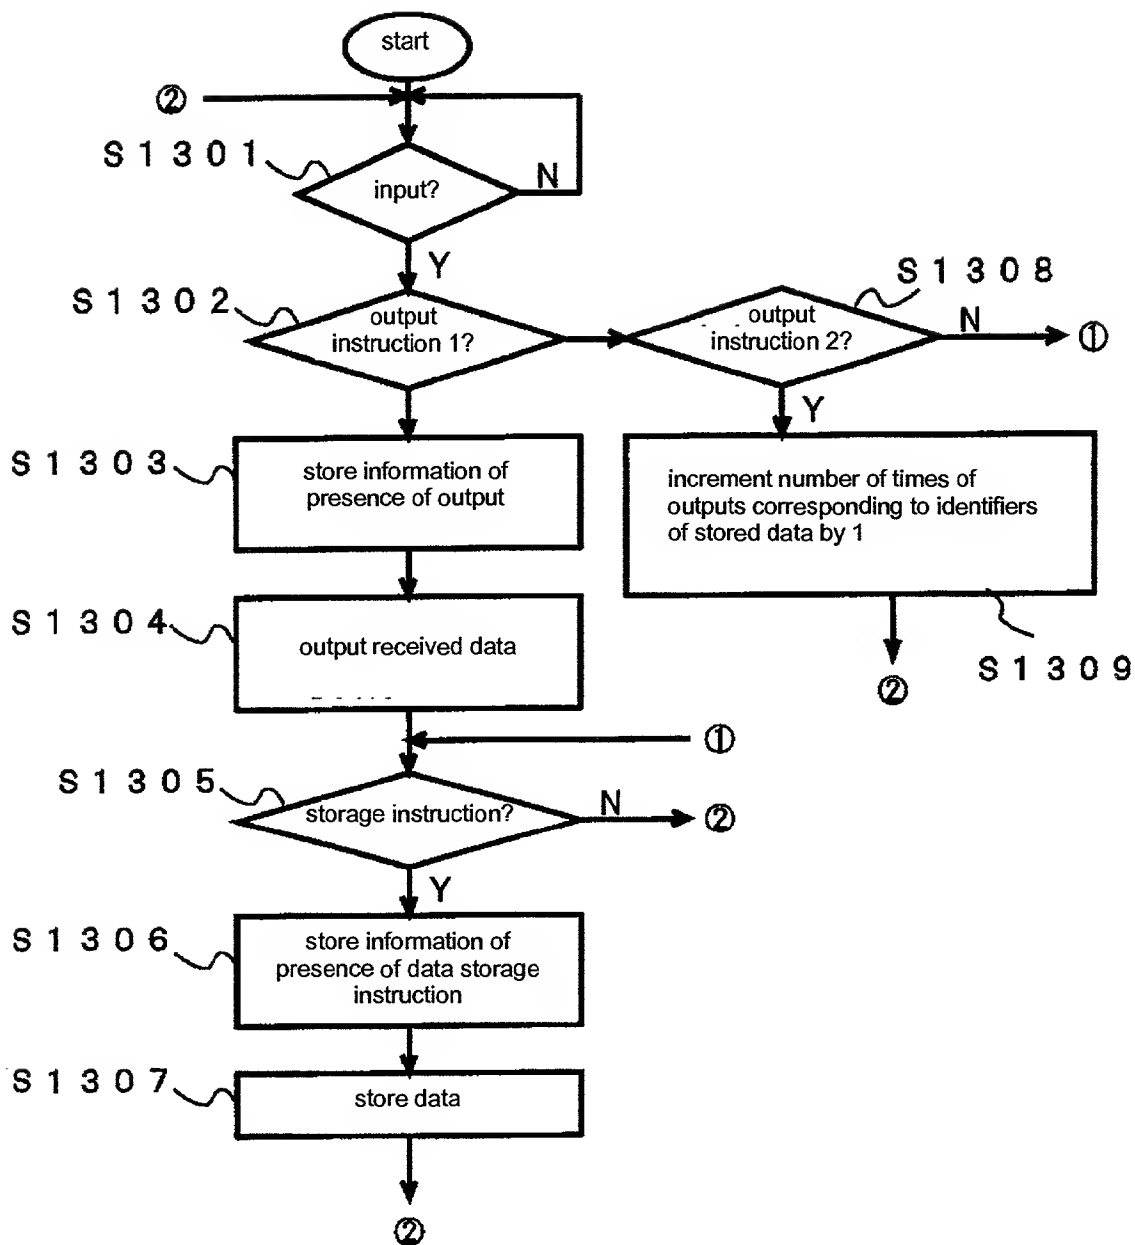 start
②
S1301
input?
N
Y
S1302
output
instruction 1?
S1308
output
instruction 2?
N
①
Y
S1303
store information of
presence of output
increment number of times of
outputs corresponding to identifiers
of stored data by 1
S1309
②
S1304
output received data
①
S1305
storage instruction?
N
②
Y
S1306
store information of
presence of data storage
instruction
S1307
store data
②